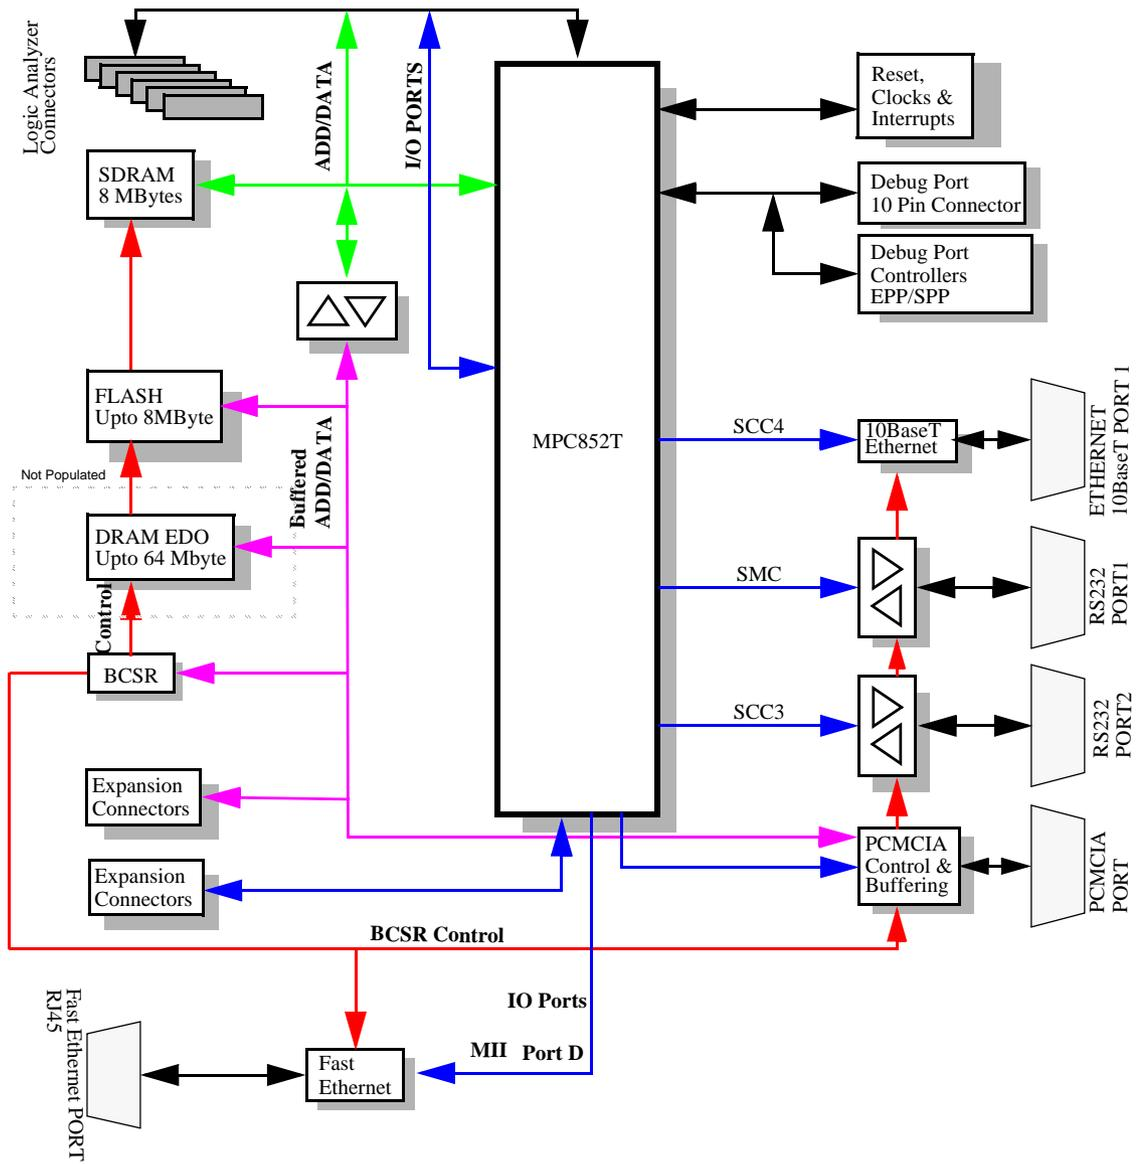 Logic Analyzer
Connectors
ADD/DATA
I/O PORTS
Reset,
Clocks &
Interrupts
SDRAM
8 MBytes
Debug Port
10 Pin Connector
Debug Port
Controllers
EPP/SPP
FLASH
Upto 8MByte
MPC852T
SCC4
10BaseT
Ethernet
ETHERNET
10BaseT PORT 1
Not Populated
Buffered
ADD/DATA
DRAM EDO
Upto 64 Mbyte
SMC
RS232
PORT1
Control
BCSR
SCC3
RS232
PORT2
Expansion
Connectors
PCMCIA
Control &
Buffering
PCMCIA
PORT
Expansion
Connectors
BCSR Control
IO Ports
MII Port D
Fast
Ethernet
Fast Ethernet PORT
RJ45